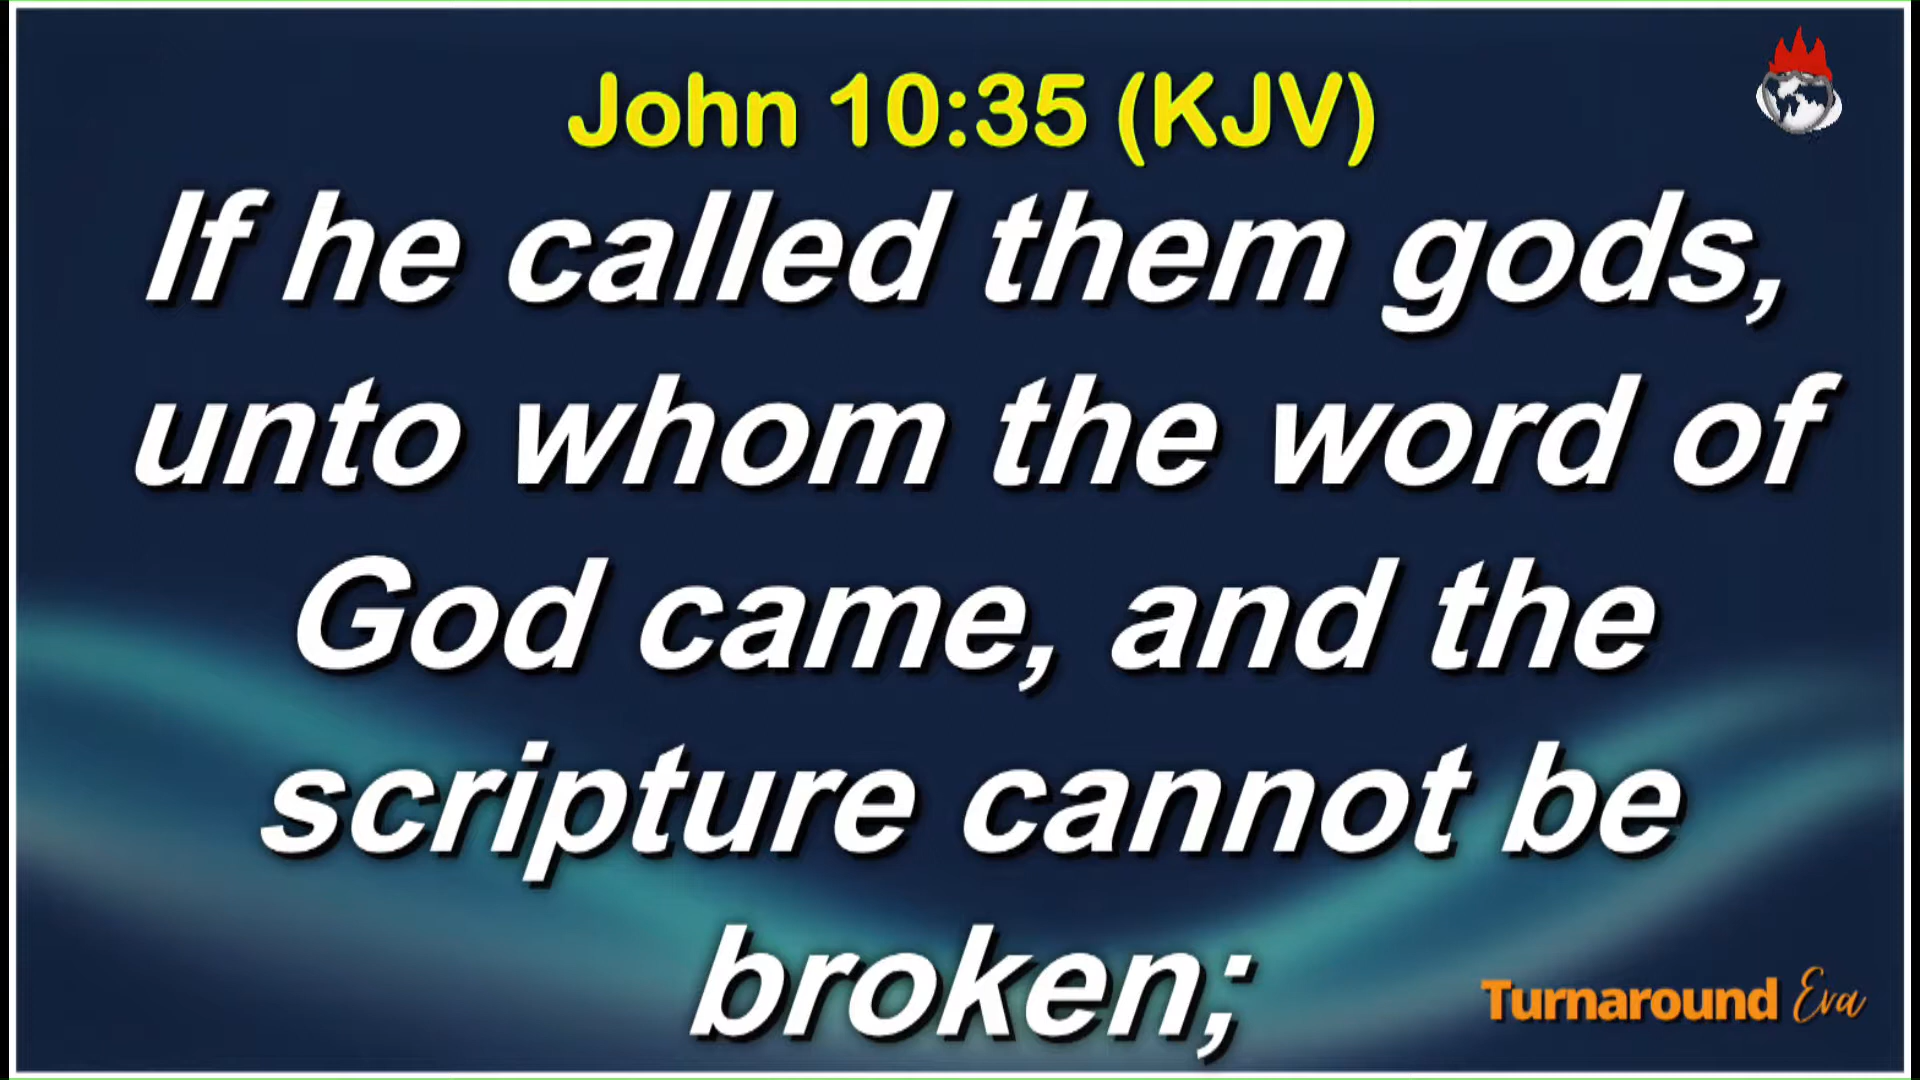 John 10:35 (KJV)
If he called them gods,
unto whom the word of
God came, and the
scripture cannot be
broken;
Turnaround Eva